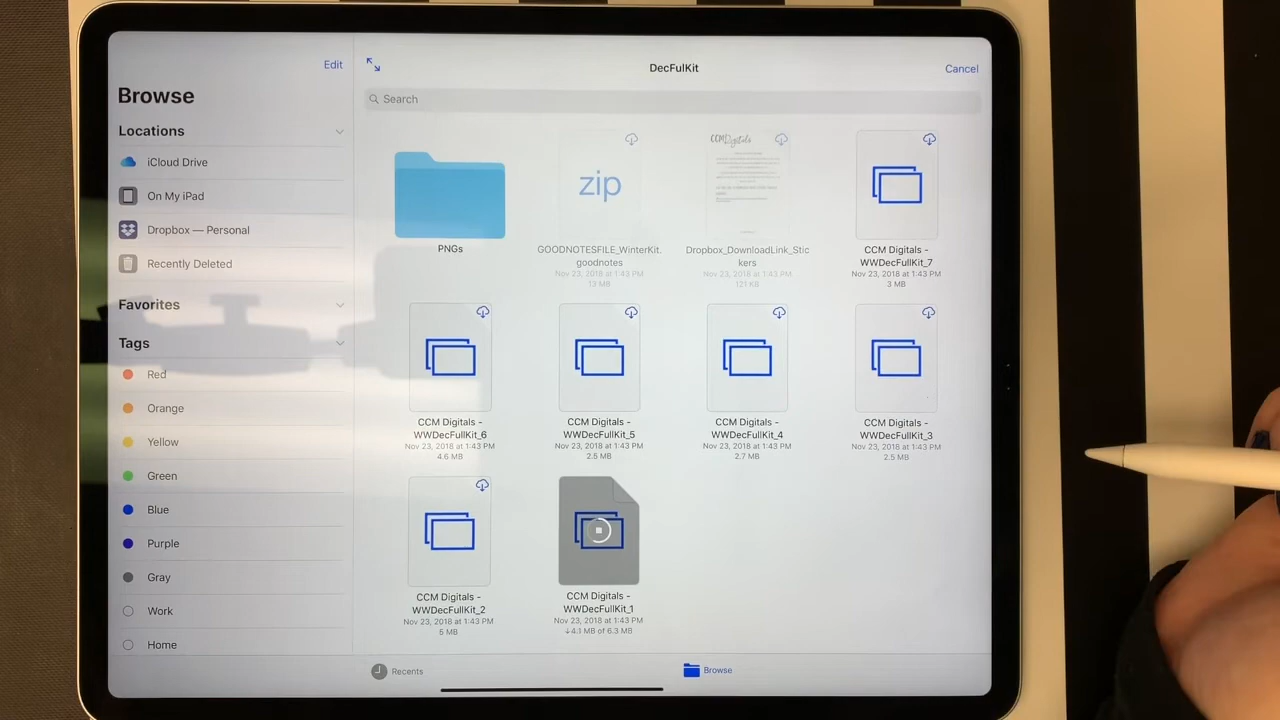 Edit
Browse
Locations
iCloud Drive
On My iPad
Dropbox — Personal
Recently Deleted
Favorites
Tags
Red
Orange
Yellow
Green
Blue
Purple
Gray
Work
Home
DecFulKit
Cancel
Search
PNGs
zip
GOODNOTESFILE_WinterKit.
goodnotes
Nov 23, 2018 at 1:43 PM
13 MB
CCM Digitals
Dropbox_DownloadLink_Stic
kers
Nov 23, 2018 at 1:43 PM
121 KB
CCM Digitals -
WWDecFullKit_7
Nov 23, 2018 at 1:43 PM
3 MB
CCM Digitals -
WWDecFullKit_6
Nov 23, 2018 at 1:43 PM
4.6 MB
CCM Digitals -
WWDecFullKit_5
Nov 23, 2018 at 1:43 PM
2.5 MB
CCM Digitals -
WWDecFullKit_4
Nov 23, 2018 at 1:43 PM
2.7 MB
CCM Digitals -
WWDecFullKit_3
Nov 23, 2018 at 1:43 PM
2.5 MB
CCM Digitals -
WWDecFullKit_2
Nov 23, 2018 at 1:43 PM
5 MB
CCM Digitals -
WWDecFullKit_1
Nov 23, 2018 at 1:43 PM
↓4.1 MB of 6.3 MB
Recents
Browse